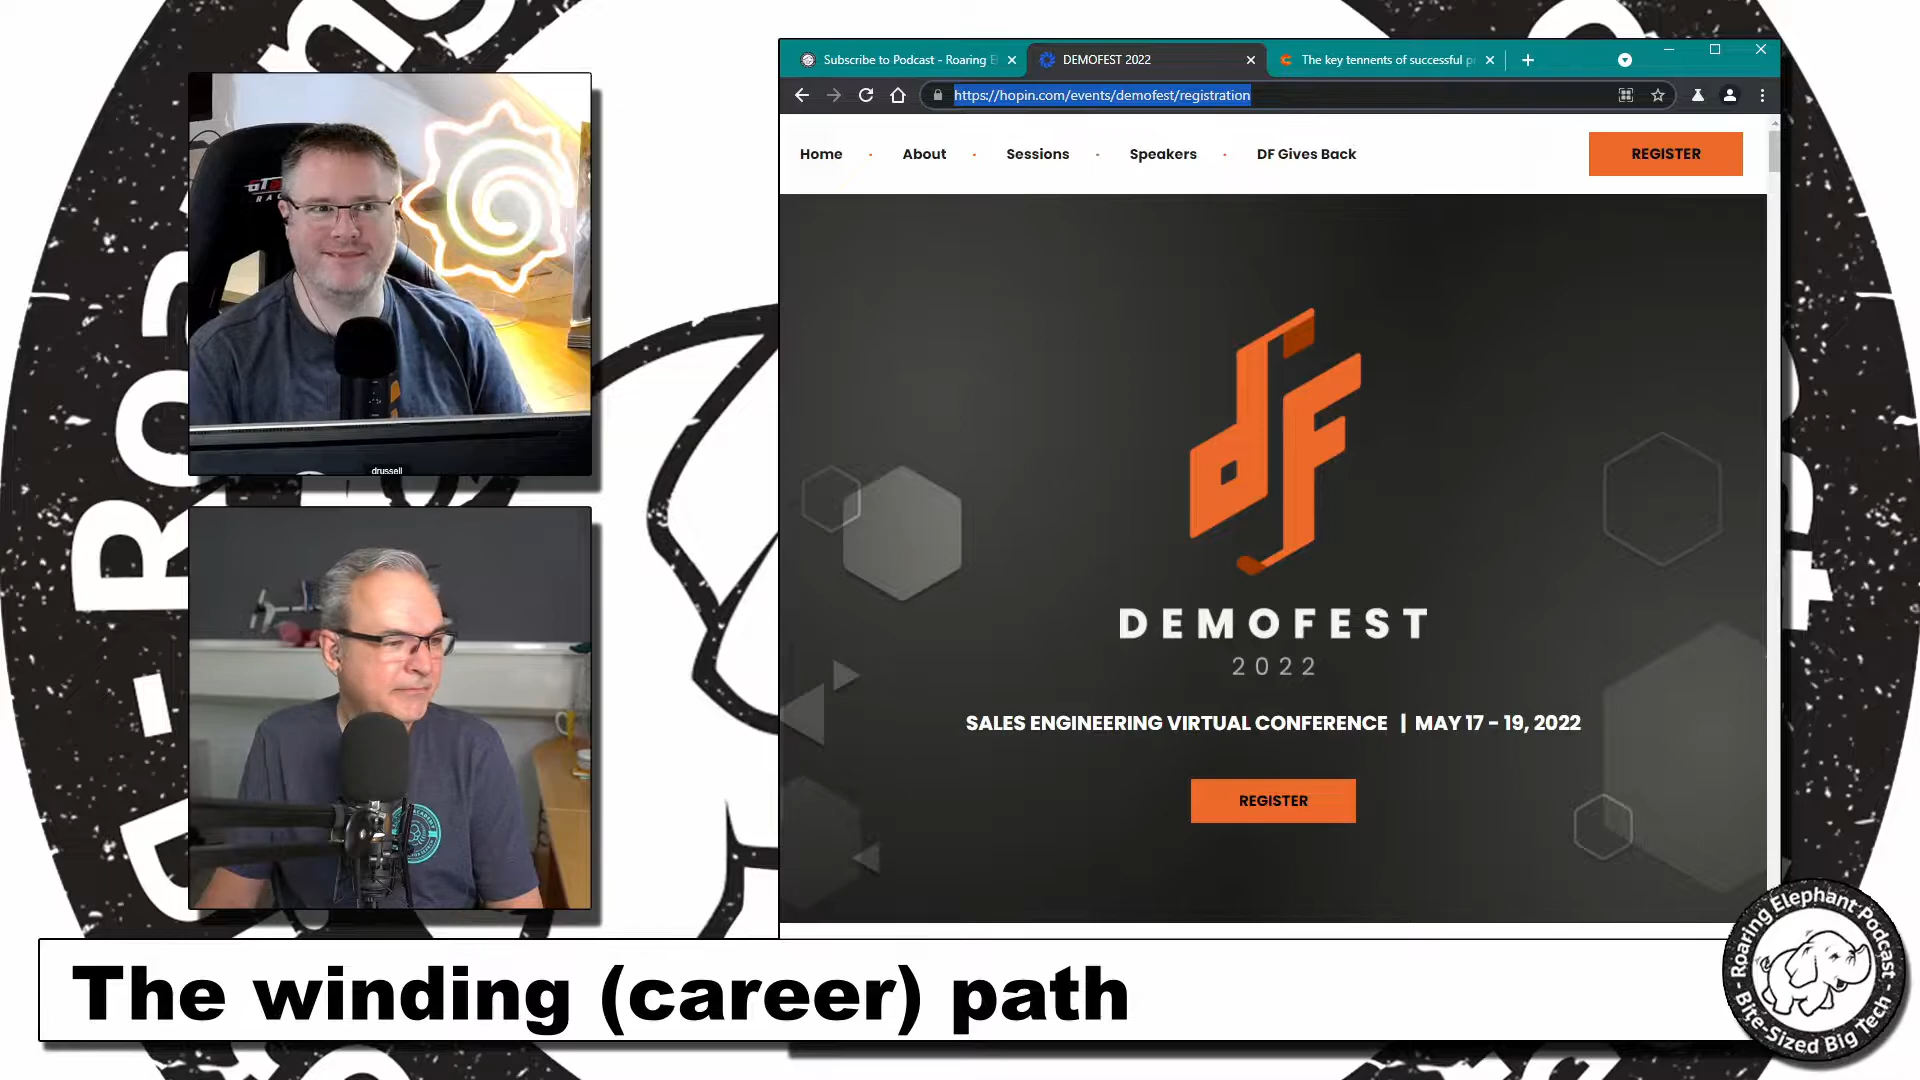 Subscribe to Podcast - Roaring E
DEMOFEST 2022
The key tennents of successful p
https://hopin.com/events/demofest/registration
Home · About · Sessions · Speakers · DF Gives Back
REGISTER
DEMOFEST
2022
SALES ENGINEERING VIRTUAL CONFERENCE | MAY 17 - 19, 2022
REGISTER
drussell
The winding (career) path
Roaring Elephant Podcast
- Bite-Sized Big Tech -